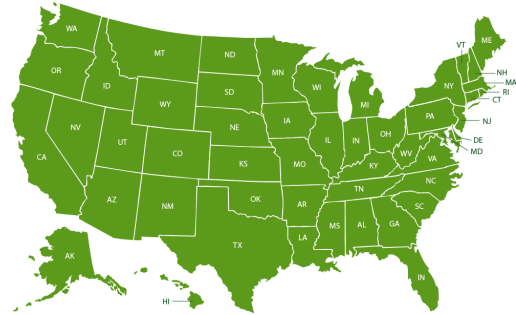 WA
OR
CA
NV
ID
MT
WY
UT
AZ
CO
NM
ND
SD
NE
KS
OK
TX
MN
IA
MO
AR
LA
WI
IL
MI
IN
OH
KY
TN
MS
AL
GA
SC
NC
VA
WV
PA
NY
VT
ME
NH
MA
RI
CT
NJ
DE
MD
IN
AK
HI